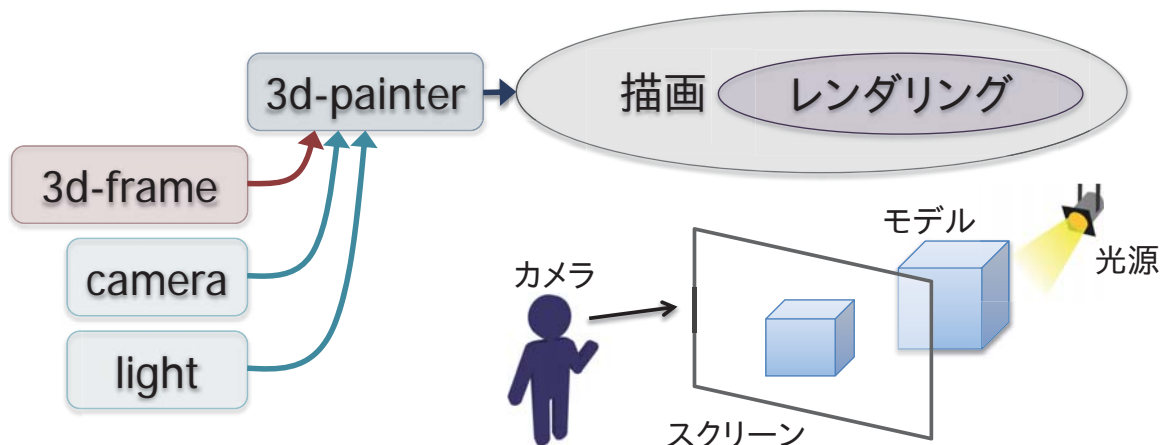 3d-painter
描画
レンダリング
3d-frame
camera
light
モデル
光源
カメラ
スクリーン